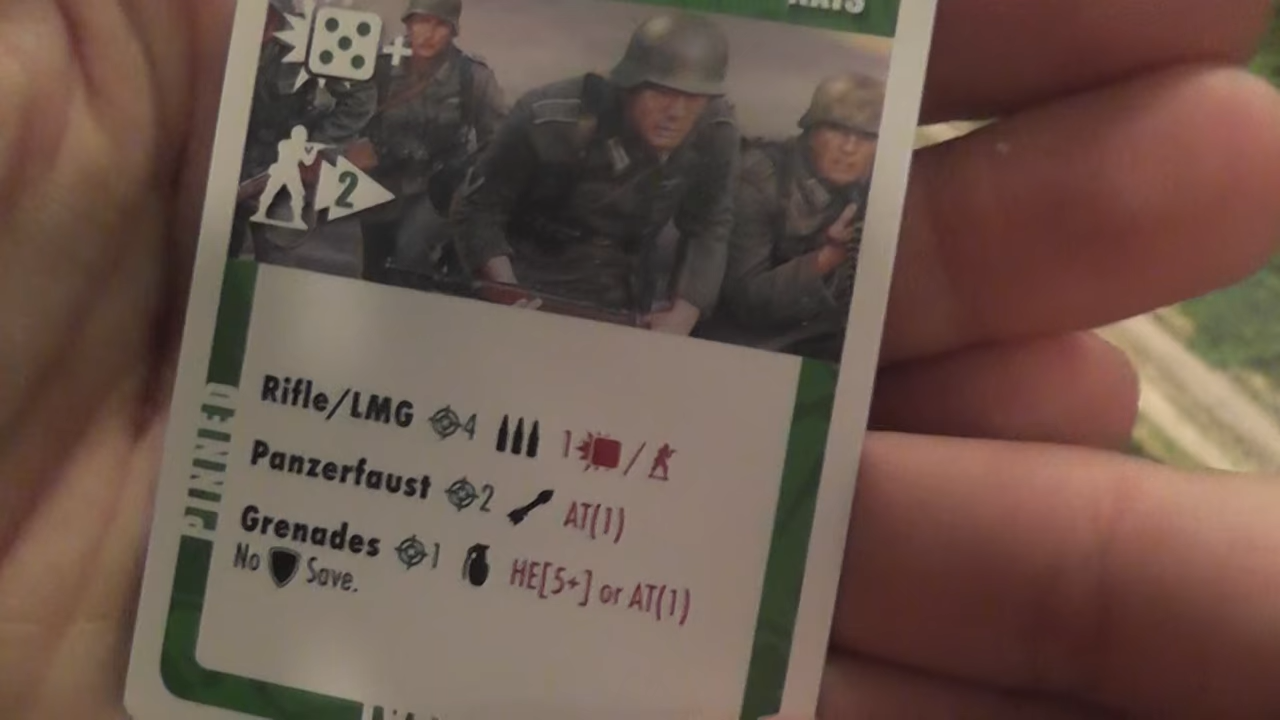 AXIS
+
2
Rifle/LMG 4 1 /
Panzerfaust 2 AT(1)
Grenades 1 HE[5+] or AT(1)
No Save.
PINNED